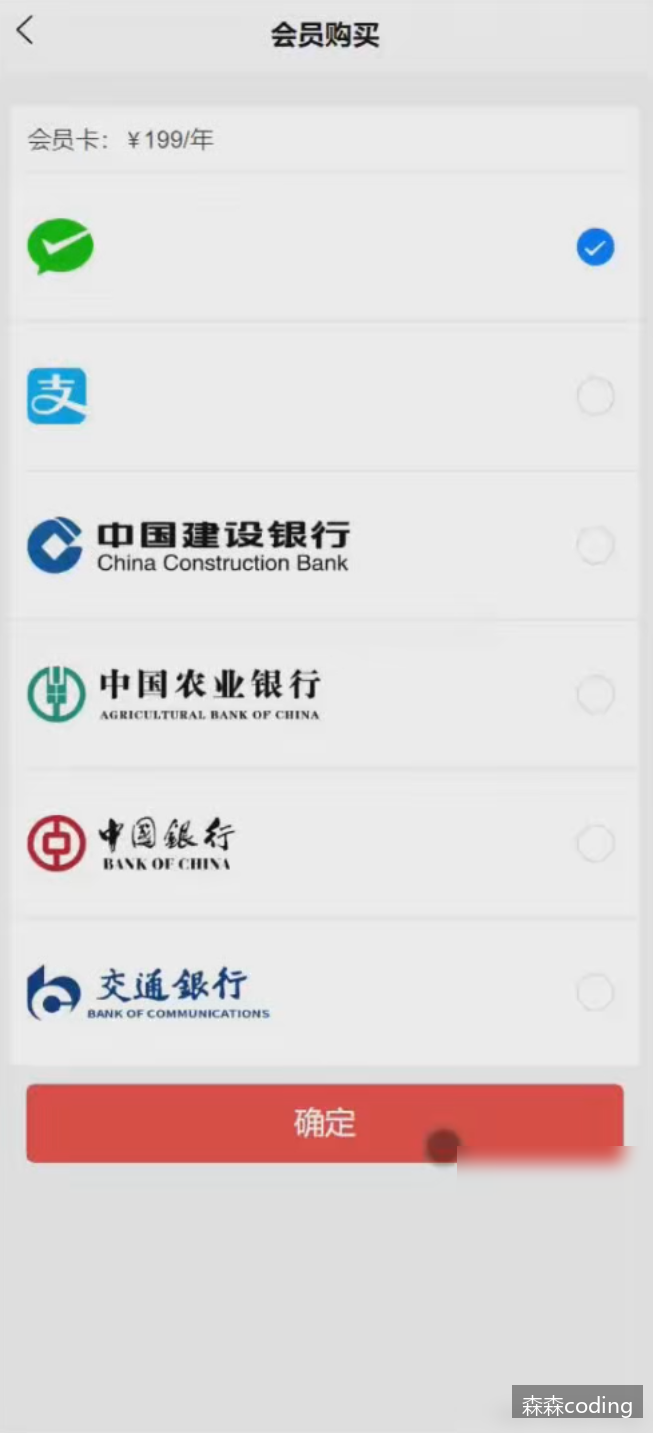 会员购买
会员卡：￥199/年
支
中国建设银行
China Construction Bank
中国农业银行
AGRICULTURAL BANK OF CHINA
中国銀行
BANK OF CHINA
交通銀行
BANK OF COMMUNICATIONS
确定
森森coding